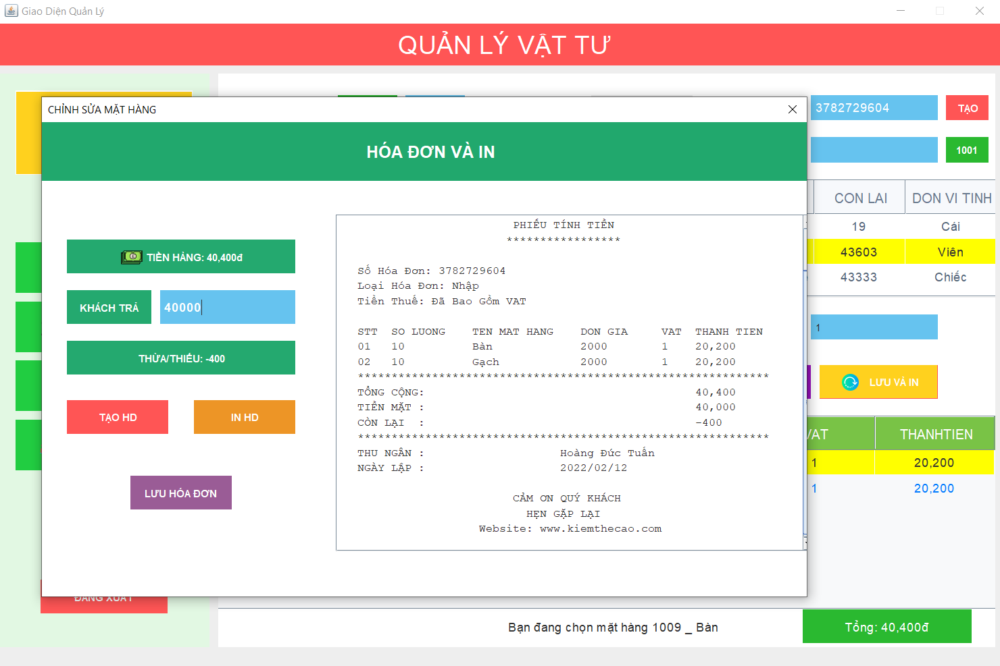 Giao Diện Quản Lý
QUẢN LÝ VẬT TƯ
3782729604
TẠO
1001
CON LAI DON VI TINH
19 Cái
43603 Viên
43333 Chiếc
1
LƯU VÀ IN
VAT THANHTIEN
1 20,200
1 20,200
CHỈNH SỬA MẶT HÀNG
HÓA ĐƠN VÀ IN
TIỀN HÀNG: 40,400đ
KHÁCH TRẢ 40000
THỪA/THIẾU: -400
TẠO HD IN HD
LƯU HÓA ĐƠN
PHIẾU TÍNH TIỀN
*****************
Số Hóa Đơn: 3782729604
Loại Hóa Đơn: Nhập
Tiền Thuế: Đã Bao Gồm VAT
STT SO LUONG TEN MAT HANG DON GIA VAT THANH TIEN
01 10 Bàn 2000 1 20,200
02 10 Gạch 2000 1 20,200
*************************************************************
TỔNG CỘNG: 40,400
TIỀN MẶT : 40,000
CÒN LẠI : -400
*************************************************************
THU NGÂN : Hoàng Đức Tuấn
NGÀY LẬP : 2022/02/12
CẢM ƠN QUÝ KHÁCH
HẸN GẶP LẠI
Website: www.kiemthecao.com
ĐĂNG XUẤT
Bạn đang chọn mặt hàng 1009 _ Bàn
Tổng: 40,400đ